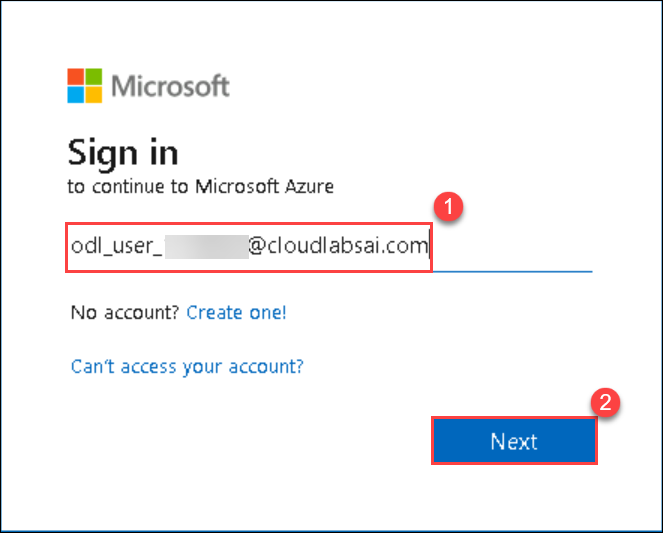 Microsoft
Sign in
to continue to Microsoft Azure
1
odl_user_ @cloudlabsai.com
No account? Create one!
Can't access your account?
2
Next